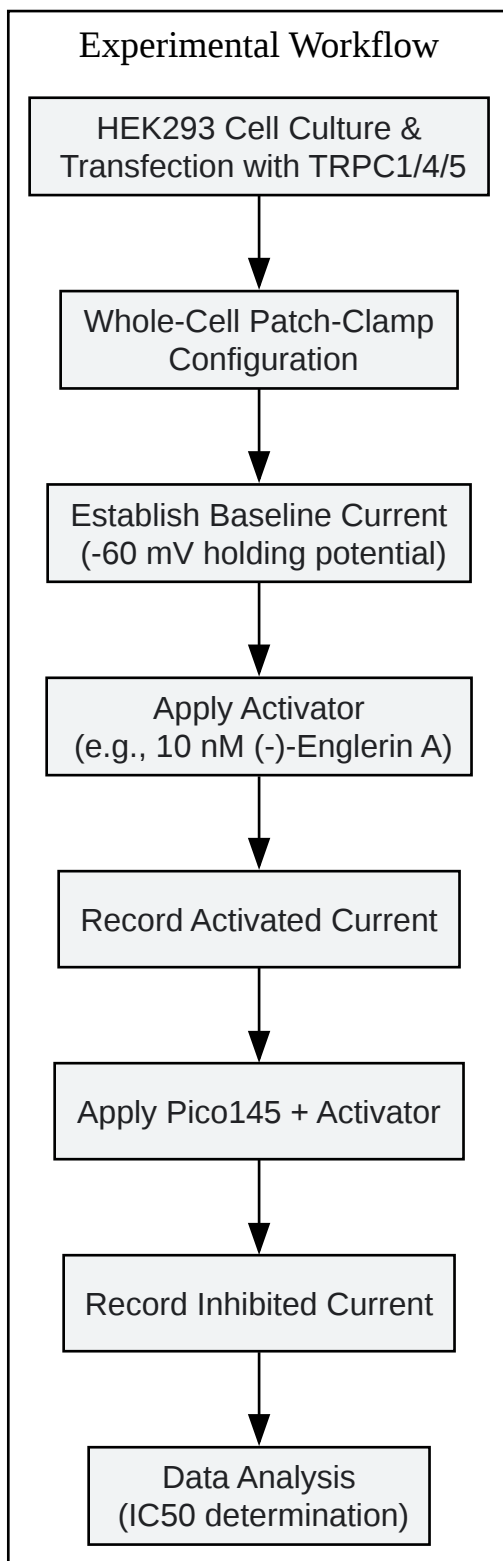 Experimental Workflow
HEK293 Cell Culture &
Transfection with TRPC1/4/5
Whole-Cell Patch-Clamp
Configuration
Establish Baseline Current
(-60 mV holding potential)
Apply Activator
(e.g., 10 nM (-)-Englerin A)
Record Activated Current
Apply Pico145 + Activator
Record Inhibited Current
Data Analysis
(IC50 determination)